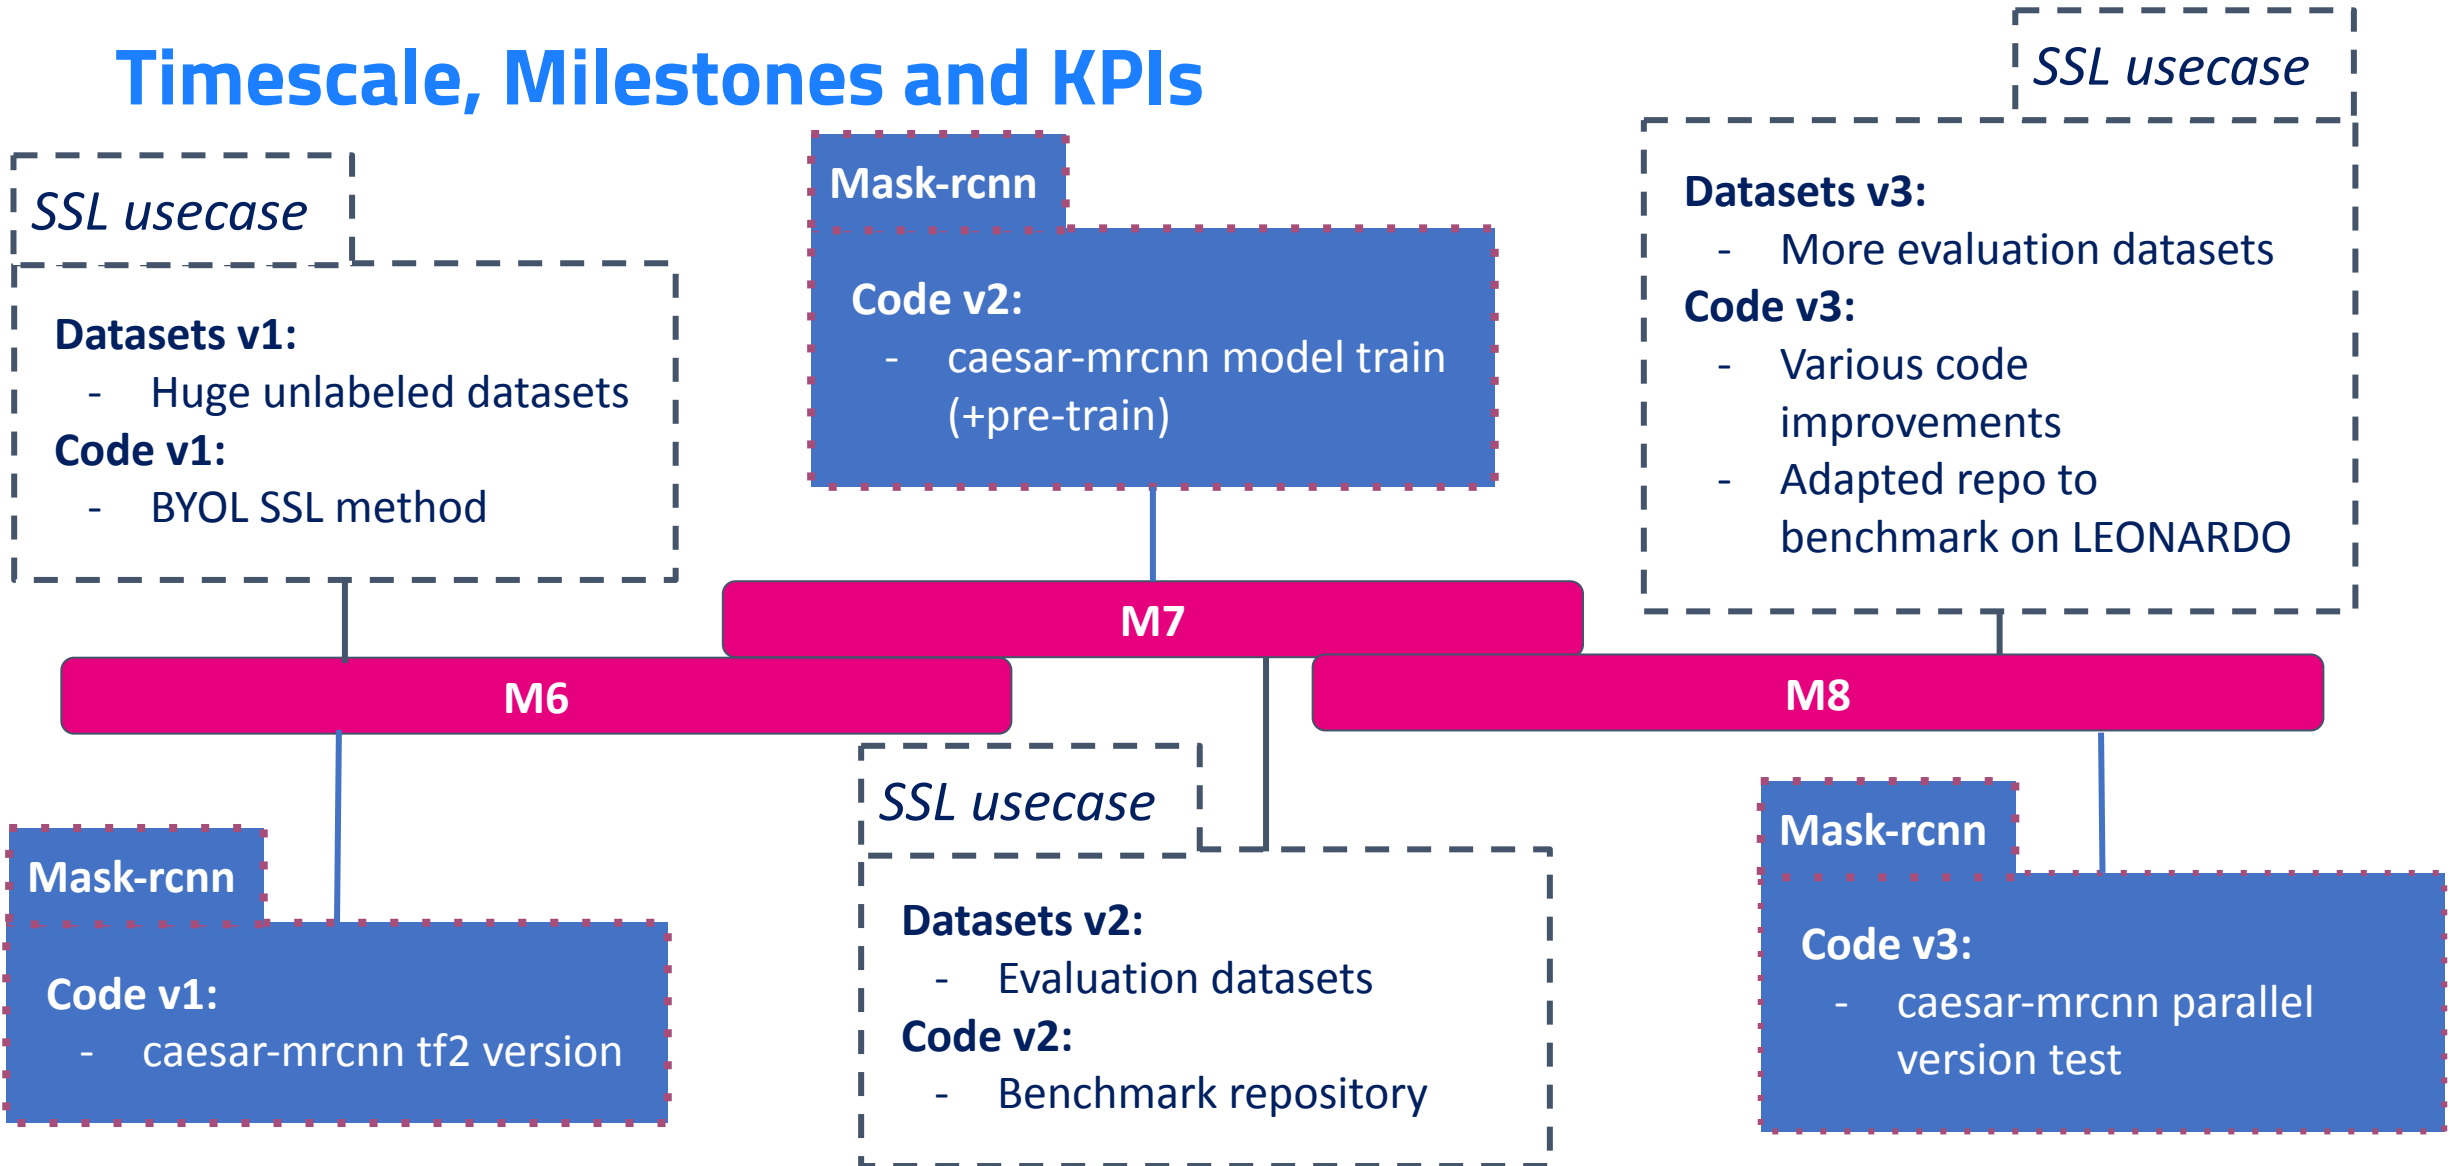 Timescale, Milestones and KPIs
SSL usecase
Datasets v1:
- Huge unlabeled datasets
Code v1:
- BYOL SSL method
Mask-rcnn
Code v2:
- caesar-mrcnn model train
(+pre-train)
SSL usecase
Datasets v3:
- More evaluation datasets
Code v3:
- Various code
improvements
- Adapted repo to
benchmark on LEONARDO
M7
M6
M8
Mask-rcnn
Code v1:
- caesar-mrcnn tf2 version
SSL usecase
Datasets v2:
- Evaluation datasets
Code v2:
- Benchmark repository
Mask-rcnn
Code v3:
- caesar-mrcnn parallel
version test